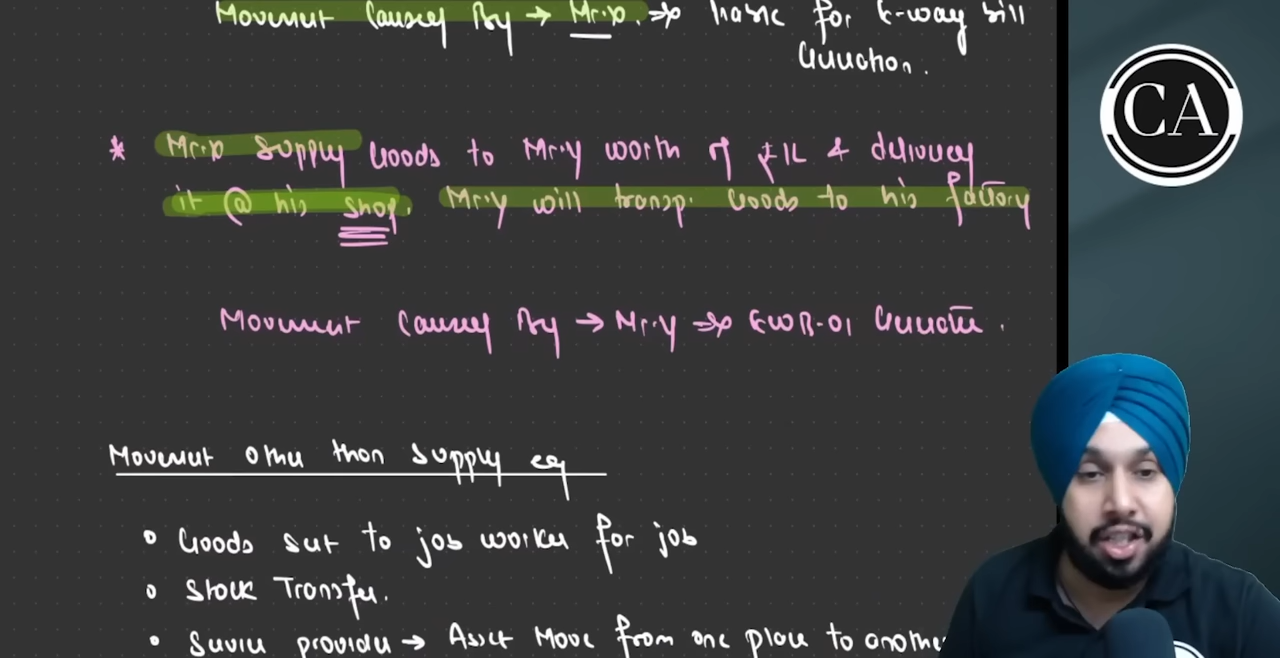 Movement Caused By → Mr. X. ⇒ liable for E-way bill
Generation.
CA
* Mr. X Supply Goods to Mr. Y worth of ₹1L & delivery
it @ his shop. Mr. Y will transp. Goods to his factory
Movement Caused By → Mr. Y ⇒ EWB-01 Generate.
Movement other than supply eg
• Goods sent to job worker for job
• Stock Transfer.
• Service provider → Asset Move from one place to another